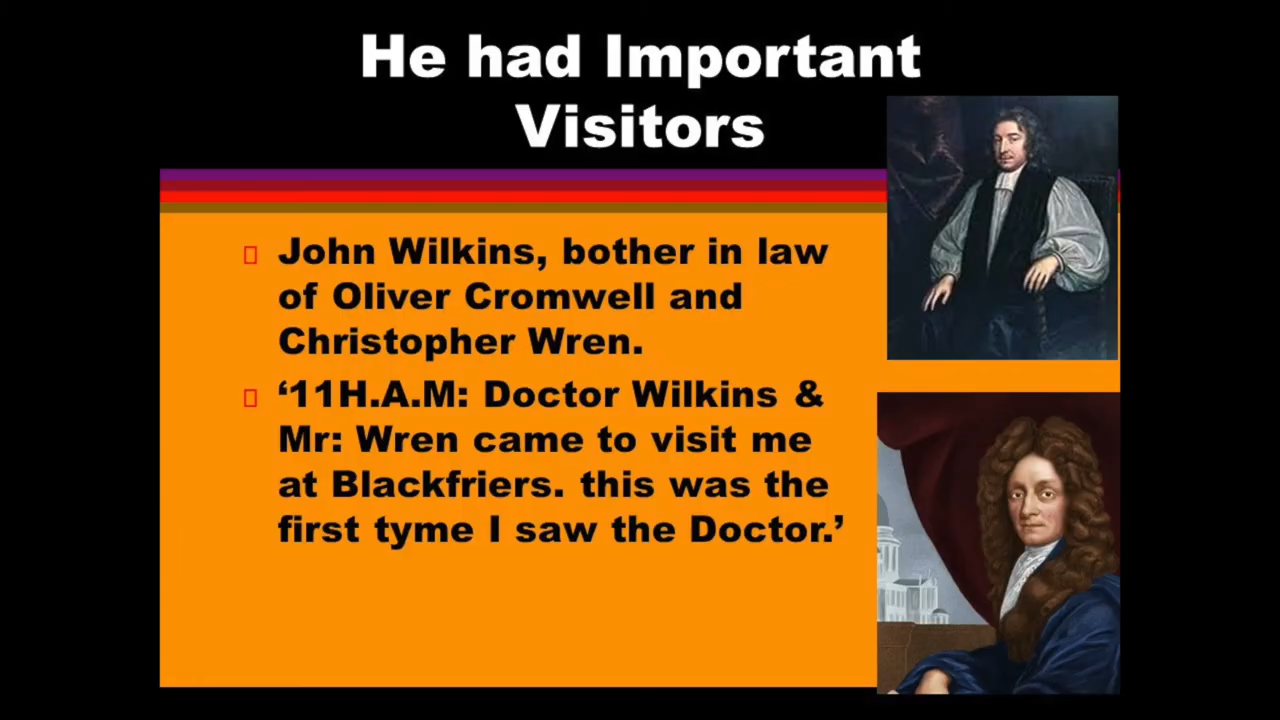 He had Important
Visitors
John Wilkins, bother in law
of Oliver Cromwell and
Christopher Wren.
‘11H.A.M: Doctor Wilkins &
Mr: Wren came to visit me
at Blackfriers. this was the
first tyme I saw the Doctor.’